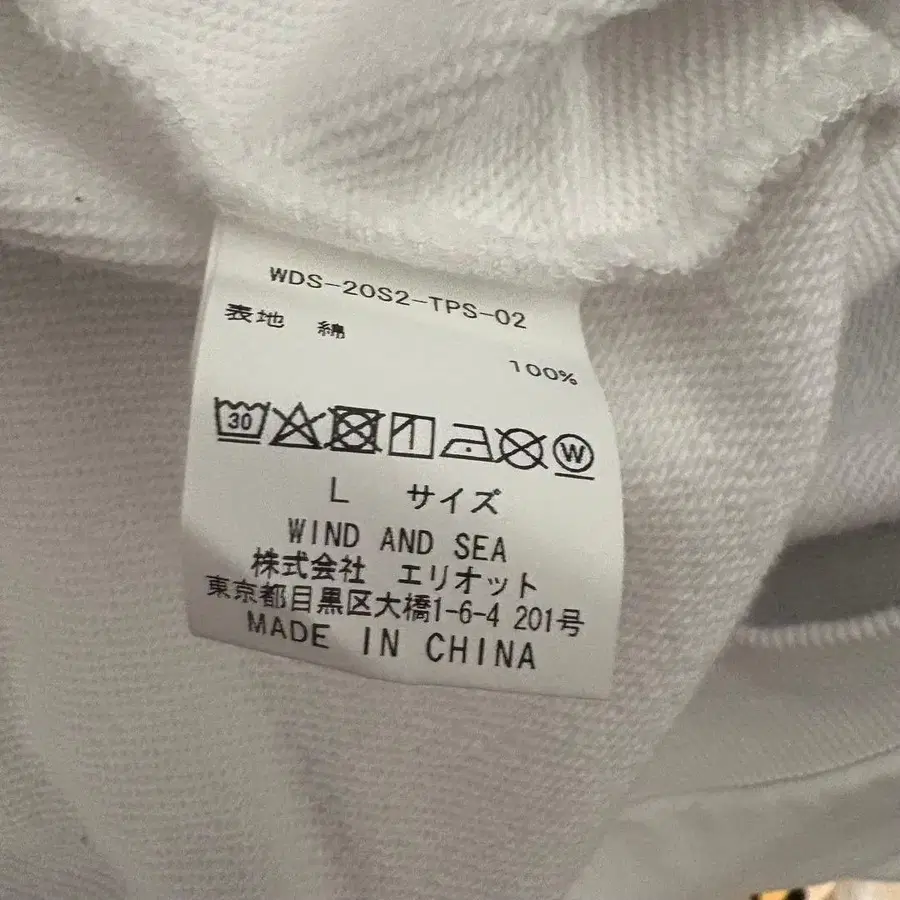 WDS-20S2-TPS-02
表地 綿
100%
30 W
L サイズ
WIND AND SEA
株式会社 エリオット
東京都目黒区大橋1-6-4 201号
MADE IN CHINA